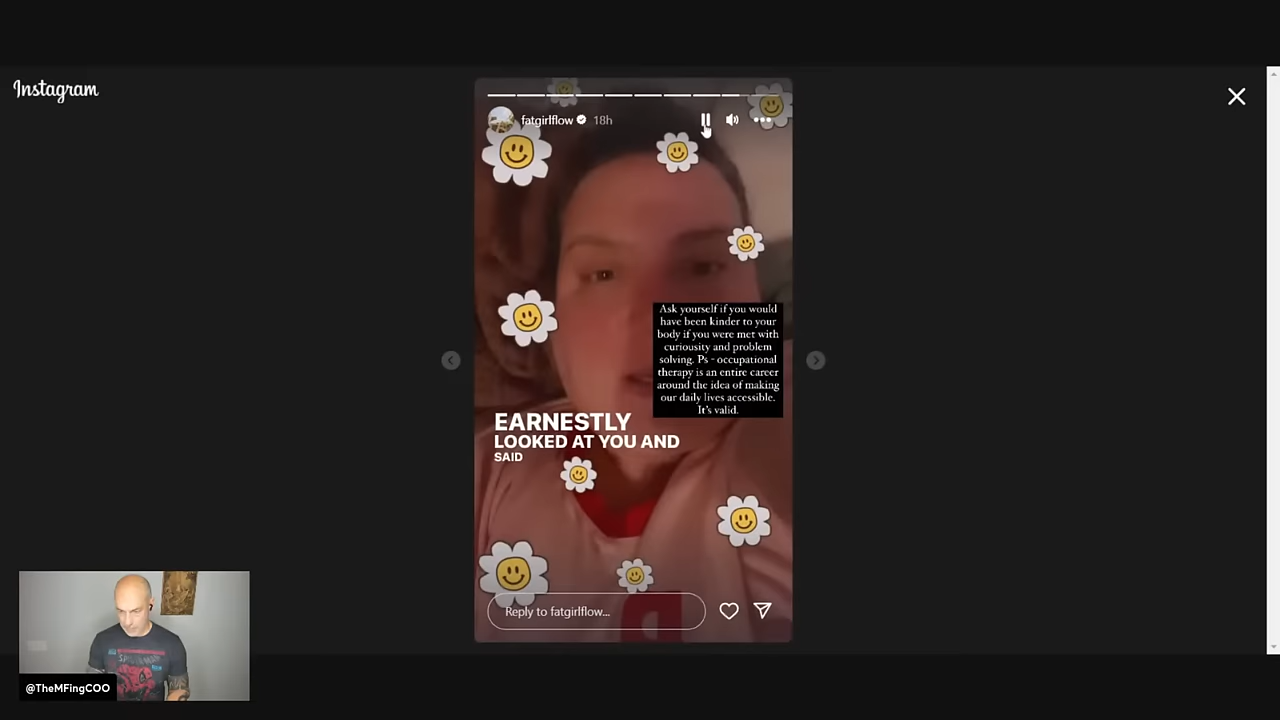 Instagram
fatgirlflow 18h
Ask yourself if you would
have been kinder to your
body if you were met with
curiousity and problem
solving. Ps - occupational
therapy is an entire career
around the idea of making
our daily lives accessible.
It's valid.
EARNESTLY
LOOKED AT YOU AND
SAID
Reply to fatgirlflow...
@TheMFingCOO